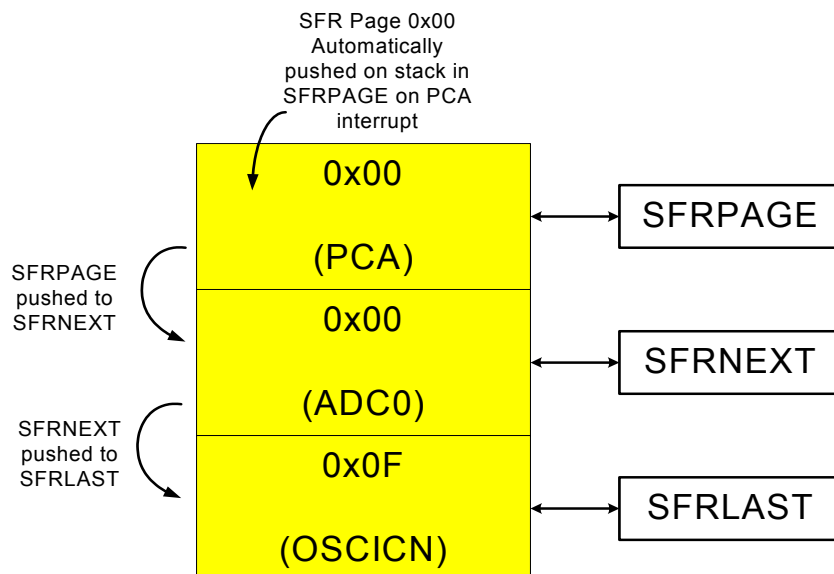 SFR Page 0x00
Automatically
pushed on stack in
SFRPAGE on PCA
interrupt
0x00
(PCA)
SFRPAGE
SFRPAGE
pushed to
SFRNEXT
0x00
(ADC0)
SFRNEXT
SFRNEXT
pushed to
SFRLAST
0x0F
(OSCICN)
SFRLAST